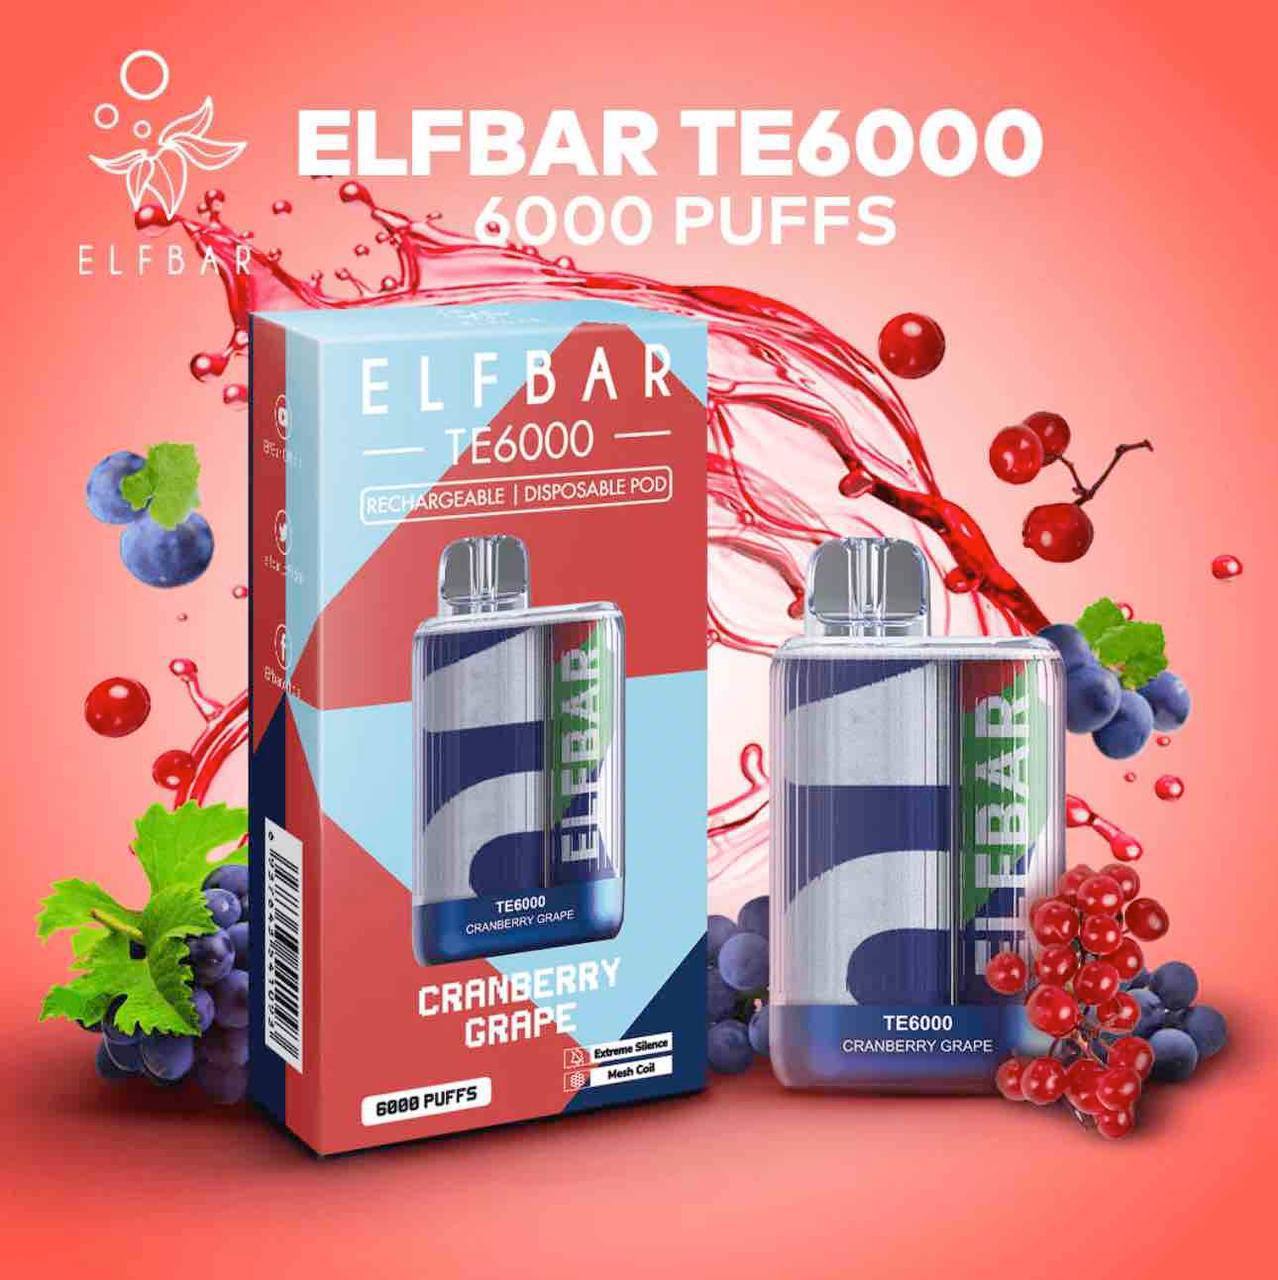 ELFBAR TE6000
6000 PUFFS
ELFBAR
ELFBAR
TE6000
RECHARGEABLE | DISPOSABLE POD
ELFBAR
TE6000
CRANBERRY GRAPE
CRANBERRY
GRAPE
Extreme Silence
Mesh Coil
6000 PUFFS
ELFBAR
TE6000
CRANBERRY GRAPE